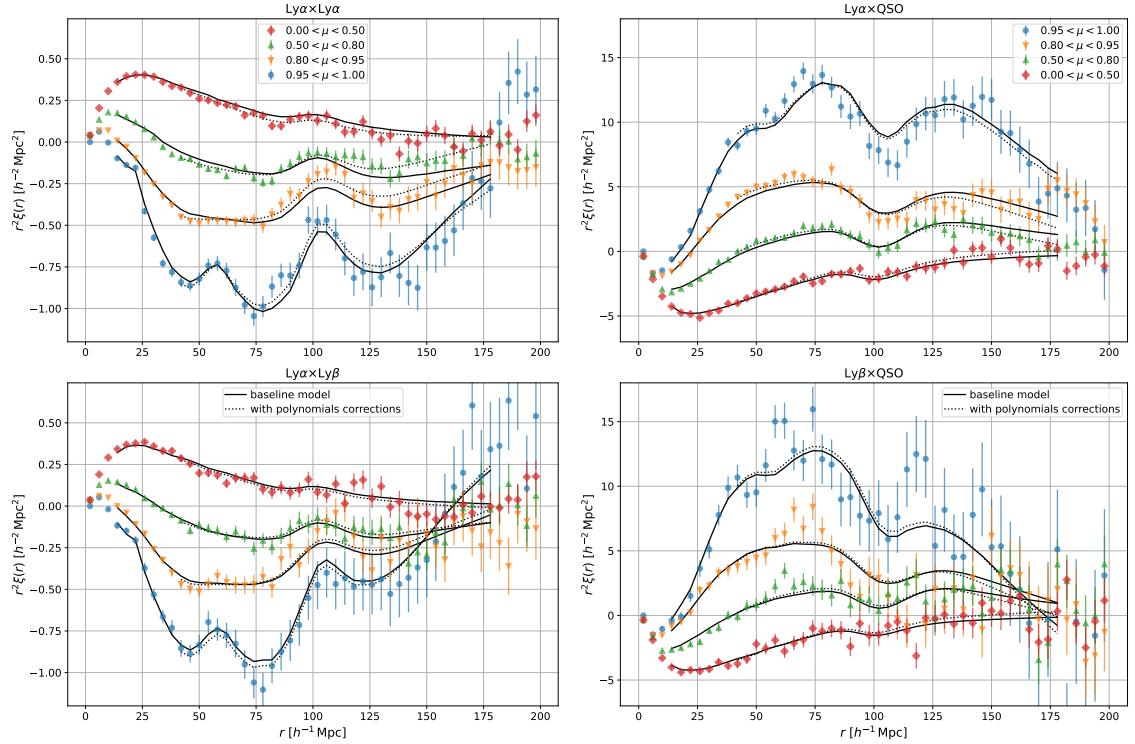 Lyα×Lyα
0.00 < μ < 0.50
0.50 < μ < 0.80
0.80 < μ < 0.95
0.95 < μ < 1.00
r²ξ(r) [h⁻² Mpc²]
0.50
0.25
0.00
−0.25
−0.50
−0.75
−1.00
0 25 50 75 100 125 150 175 200
Lyα×QSO
0.95 < μ < 1.00
0.80 < μ < 0.95
0.50 < μ < 0.80
0.00 < μ < 0.50
r²ξ(r) [h⁻² Mpc²]
15
10
5
0
−5
0 25 50 75 100 125 150 175 200
Lyα×Lyβ
baseline model
with polynomials corrections
r²ξ(r) [h⁻² Mpc²]
0.50
0.25
0.00
−0.25
−0.50
−0.75
−1.00
0 25 50 75 100 125 150 175 200
r [h⁻¹ Mpc]
Lyβ×QSO
baseline model
with polynomials corrections
r²ξ(r) [h⁻² Mpc²]
15
10
5
0
−5
0 25 50 75 100 125 150 175 200
r [h⁻¹ Mpc]